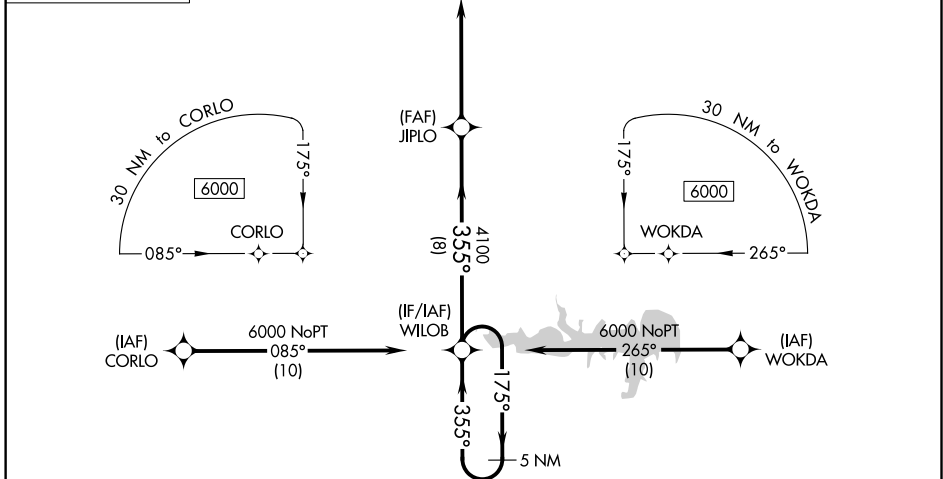 30 NM to CORLO
175°
6000
CORLO
085°
(FAF)
JIPLO
30 NM to WOKDA
175°
6000
WOKDA
265°
4100
355°
(8)
(IF/IAF)
WILOB
(IAF)
CORLO
6000 NoPT
085°
(10)
6000 NoPT
265°
(10)
(IAF)
WOKDA
355°
175°
5 NM